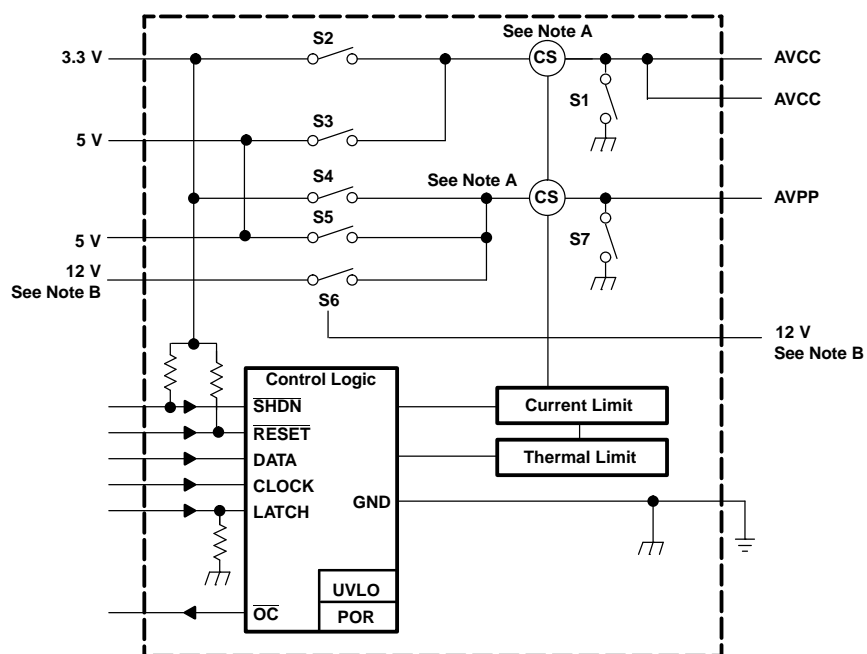 See Note A
S2
3.3 V
CS
AVCC
S1
AVCC
S3
5 V
S4
See Note A
CS
AVPP
S5
5 V
S7
12 V
See Note B
S6
12 V
See Note B
Control Logic
SHDN
Current Limit
RESET
DATA
Thermal Limit
CLOCK
GND
LATCH
UVLO
OC
POR